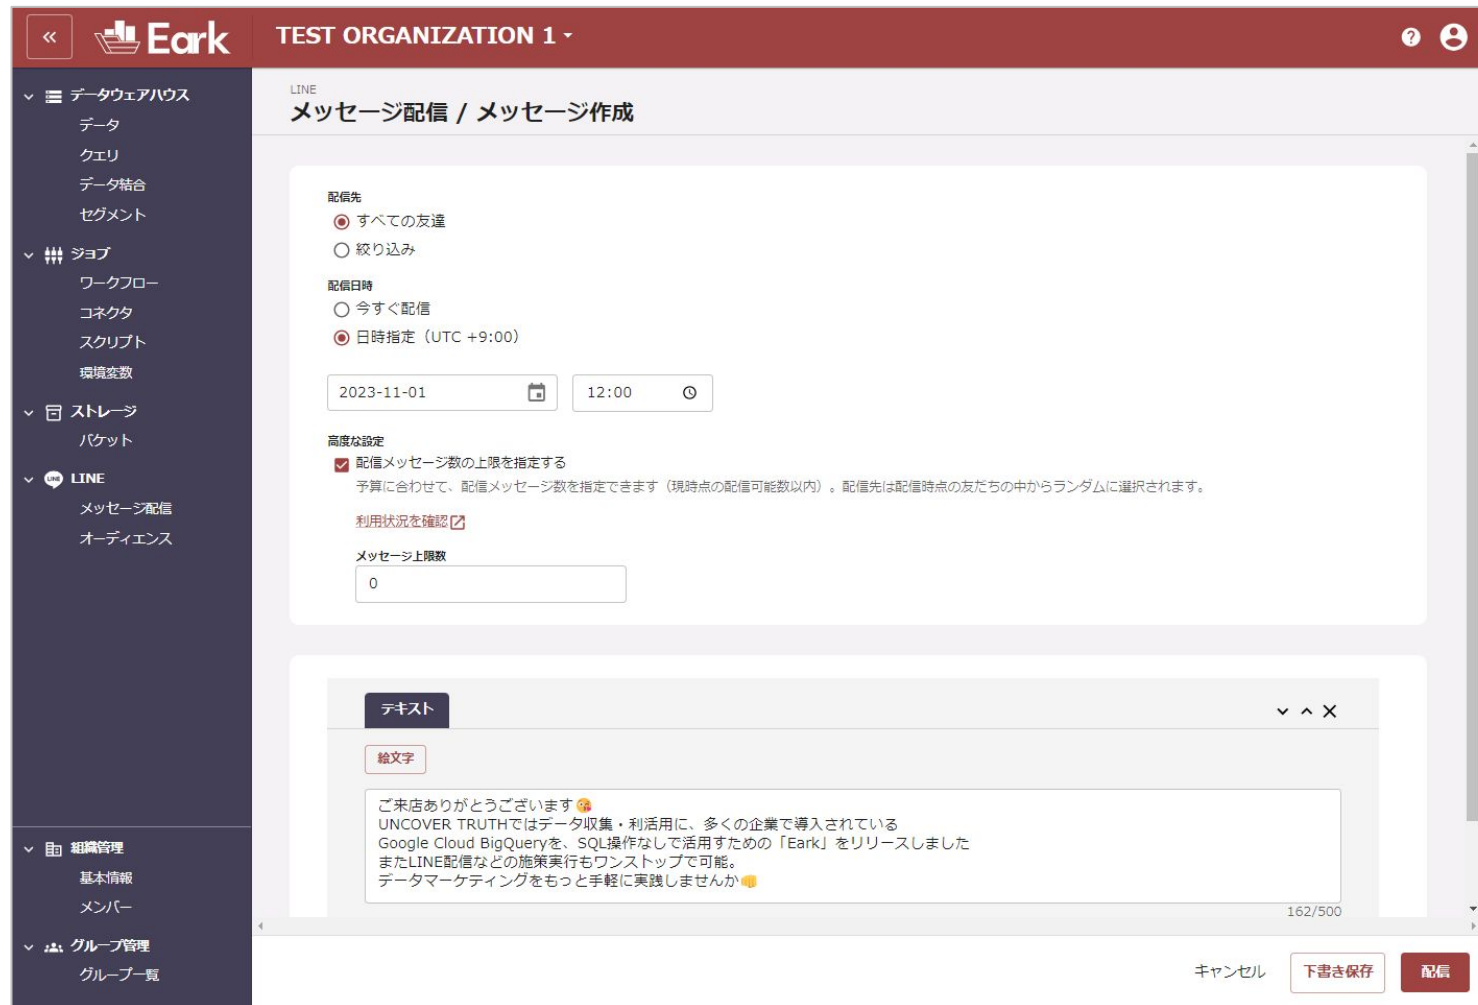 Eark
TEST ORGANIZATION 1
データウェアハウス
データ
クエリ
データ結合
セグメント
ジョブ
ワークフロー
コネクタ
スクリプト
環境変数
ストレージ
バケット
LINE
メッセージ配信
オーディエンス
組織管理
基本情報
メンバー
グループ管理
グループ一覧
LINE
メッセージ配信 / メッセージ作成
配信先
すべての友達
絞り込み
配信日時
今すぐ配信
日時指定（UTC +9:00）
2023-11-01
12:00
高度な設定
配信メッセージ数の上限を指定する
予算に合わせて、配信メッセージ数を指定できます（現時点の配信可能数以内）。配信先は配信時点の友だちの中からランダムに選択されます。
利用状況を確認
メッセージ上限数
0
テキスト
絵文字
ご来店ありがとうございます😘
UNCOVER TRUTHではデータ収集・利活用に、多くの企業で導入されている
Google Cloud BigQueryを、SQL操作なしで活用すための「Eark」をリリースしました
またLINE配信などの施策実行もワンストップで可能。
データマーケティングをもっと手軽に実践しませんか👊
162/500
キャンセル
下書き保存
配信